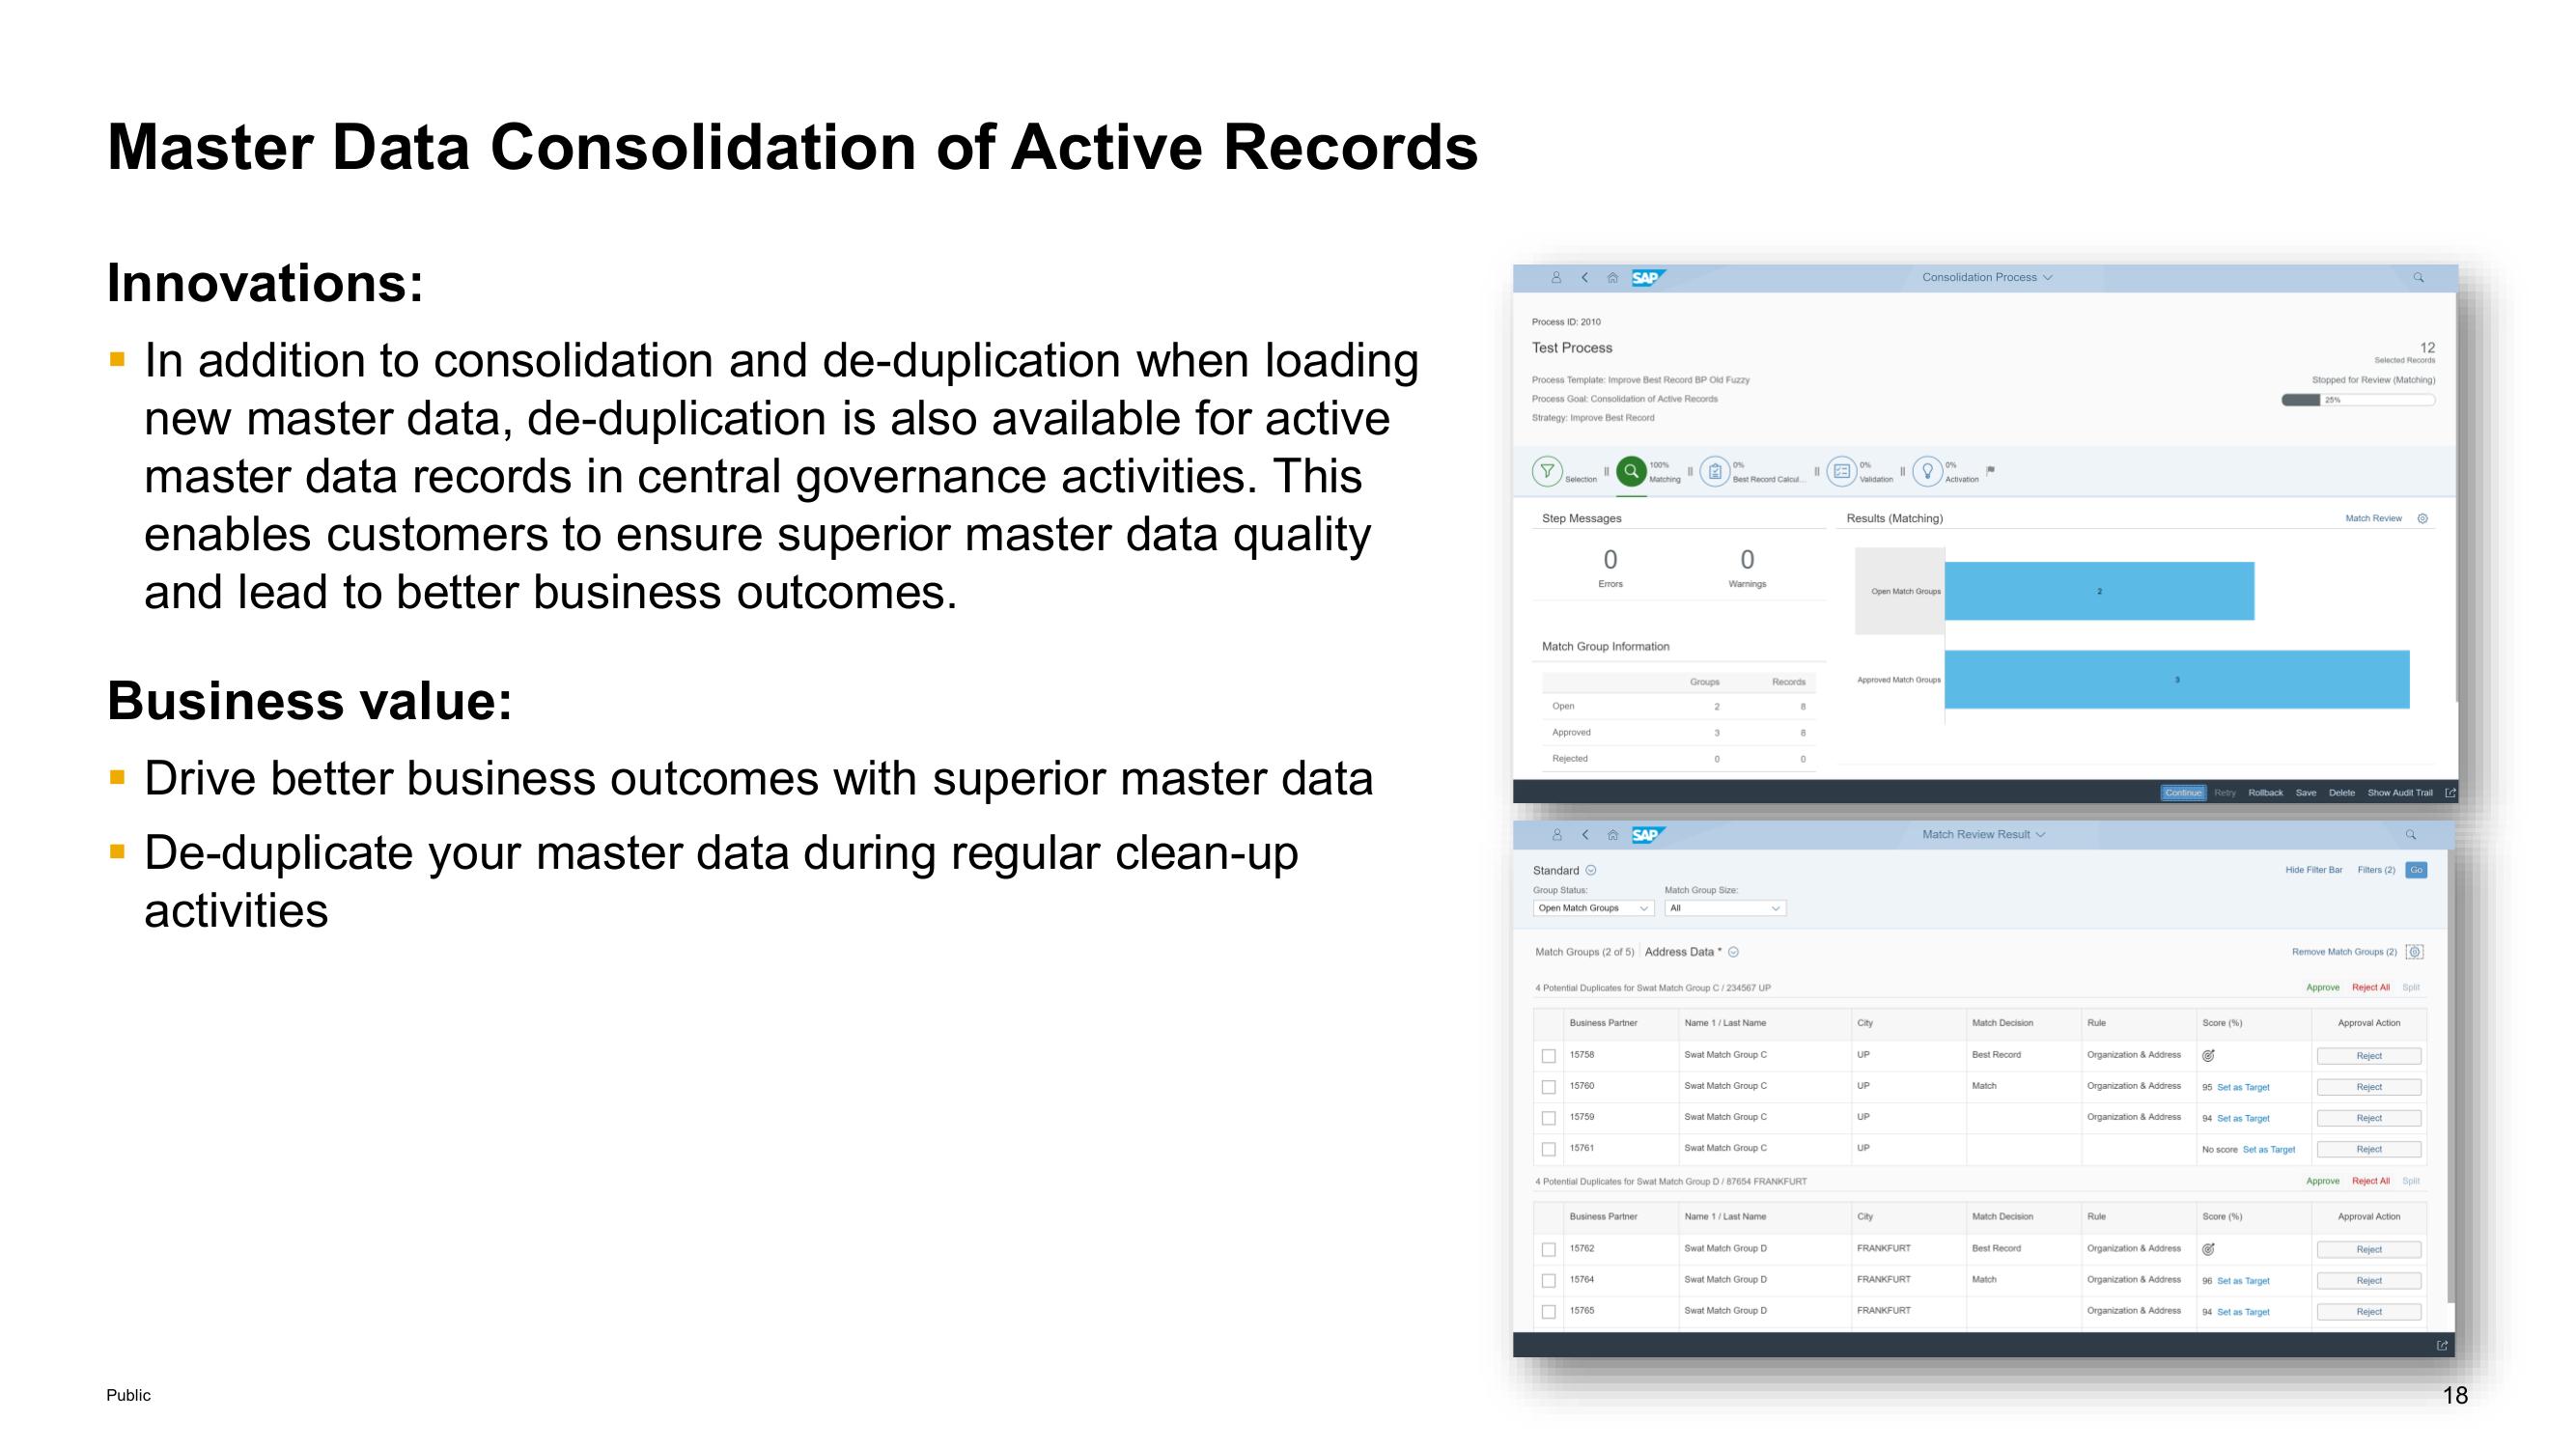 Master Data Consolidation of Active Records
Innovations:
In addition to consolidation and de-duplication when loading
new master data, de-duplication is also available for active
master data records in central governance activities. This
enables customers to ensure superior master data quality
and lead to better business outcomes.
Business value:
Drive better business outcomes with superior master data
De-duplicate your master data during regular clean-up
activities
SAP Consolidation Process
Process ID: 2010
Test Process 12
Selected Records
Process Template: Improve Best Record BP Old Fuzzy Stopped for Review (Matching)
Process Goal: Consolidation of Active Records 25%
Strategy: Improve Best Record
100% 0% 0% 0%
Selection Matching Best Record Calcul... Validation Activation
Step Messages Results (Matching) Match Review
0 0
Errors Warnings
Open Match Groups 2
Match Group Information
Groups Records
Approved Match Groups 3
Open 2 8
Approved 3 8
Rejected 0 0
Continue Retry Rollback Save Delete Show Audit Trail
SAP Match Review Result
Standard Hide Filter Bar Filters (2) Go
Group Status: Match Group Size:
Open Match Groups All
Match Groups (2 of 5) Address Data * Remove Match Groups (2)
4 Potential Duplicates for Swat Match Group C / 234567 UP Approve Reject All Split
Business Partner Name 1 / Last Name City Match Decision Rule Score (%) Approval Action
15758 Swat Match Group C UP Best Record Organization & Address Reject
15760 Swat Match Group C UP Match Organization & Address 95 Set as Target Reject
15759 Swat Match Group C UP Organization & Address 94 Set as Target Reject
15761 Swat Match Group C UP No score Set as Target Reject
4 Potential Duplicates for Swat Match Group D / 87654 FRANKFURT Approve Reject All Split
Business Partner Name 1 / Last Name City Match Decision Rule Score (%) Approval Action
15762 Swat Match Group D FRANKFURT Best Record Organization & Address Reject
15764 Swat Match Group D FRANKFURT Match Organization & Address 96 Set as Target Reject
15765 Swat Match Group D FRANKFURT Organization & Address 94 Set as Target Reject
Public 18